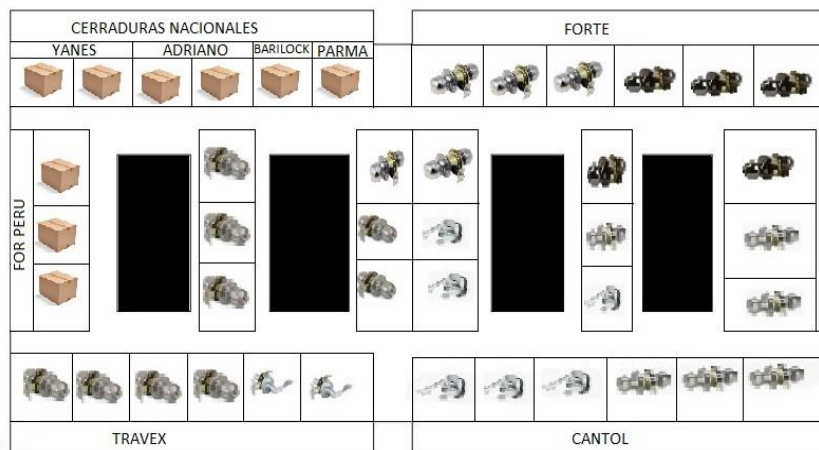 CERRADURAS NACIONALES
FORTE
YANES
ADRIANO
BARILOCK
PARMA
FOR PERU
TRAVEX
CANTOL